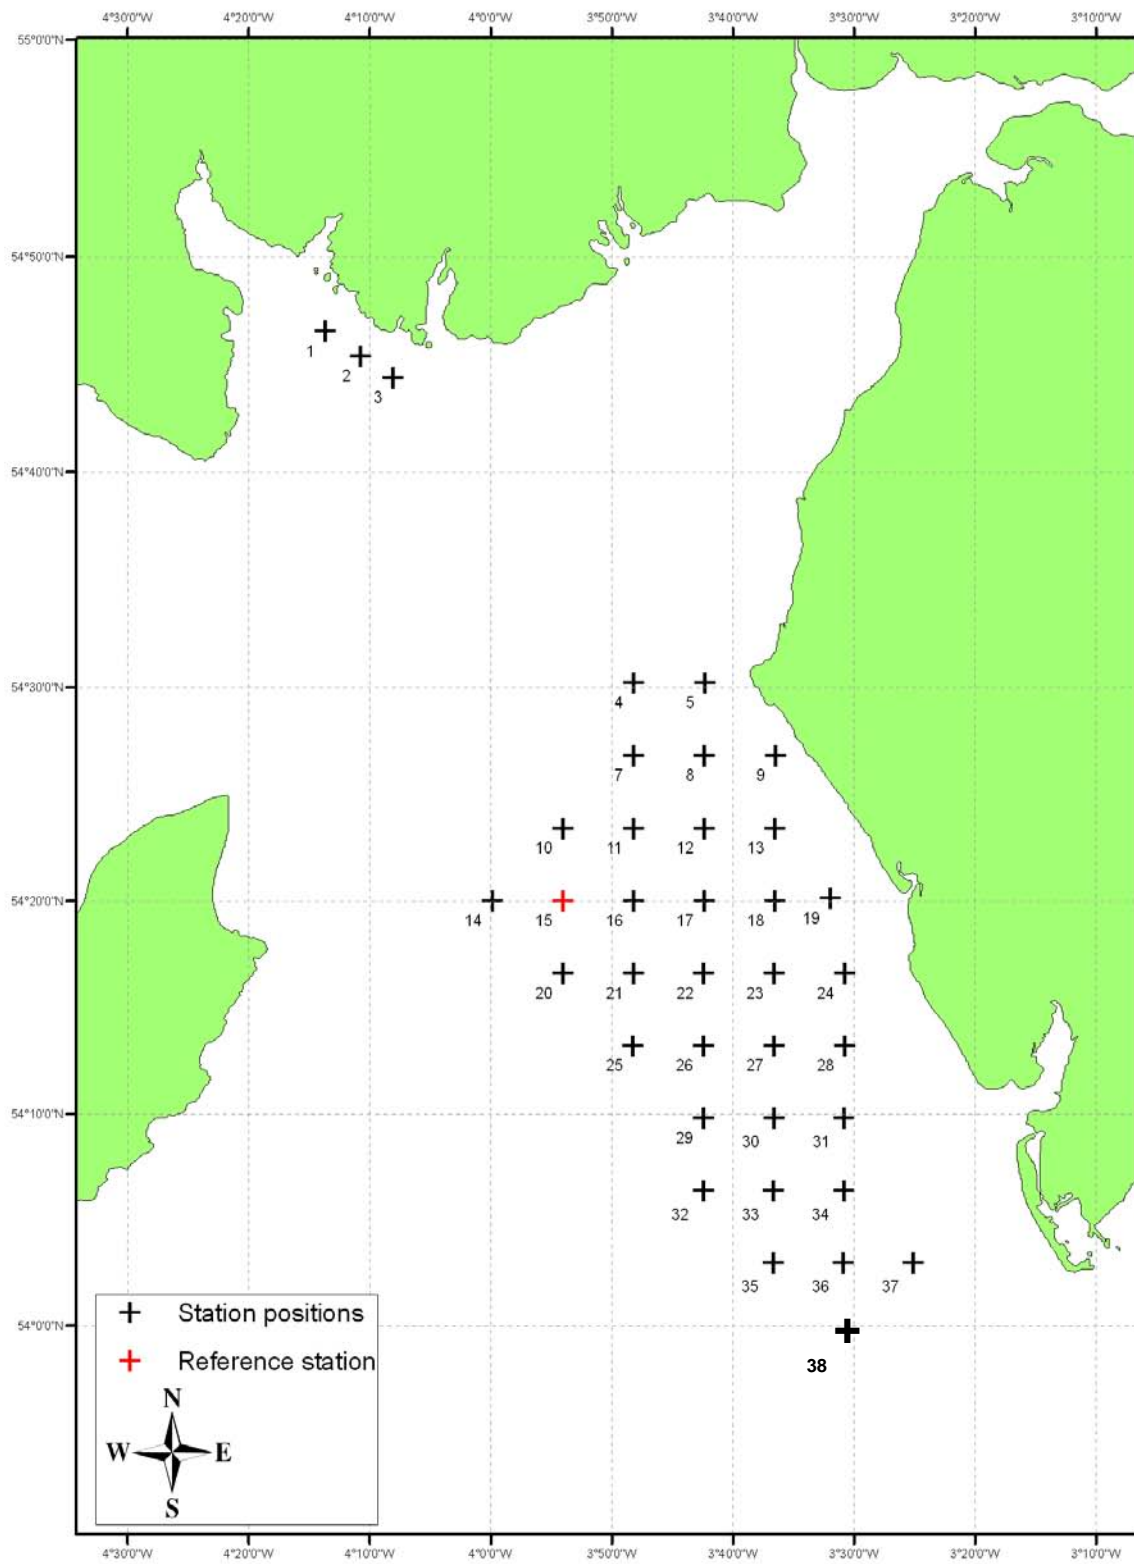 4°30'0"W 4°20'0"W 4°10'0"W 4°0'0"W 3°50'0"W 3°40'0"W 3°30'0"W 3°20'0"W 3°10'0"W
55°0'0"N
54°50'0"N
1
2
3
54°40'0"N
54°30'0"N
4 5
7 8 9
10 11 12 13
54°20'0"N
14 15 16 17 18 19
20 21 22 23 24
25 26 27 28
54°10'0"N
29 30 31
32 33 34
35 36 37
54°0'0"N
38
Station positions
Reference station
N
W E
S
4°30'0"W 4°20'0"W 4°10'0"W 4°0'0"W 3°50'0"W 3°40'0"W 3°30'0"W 3°20'0"W 3°10'0"W